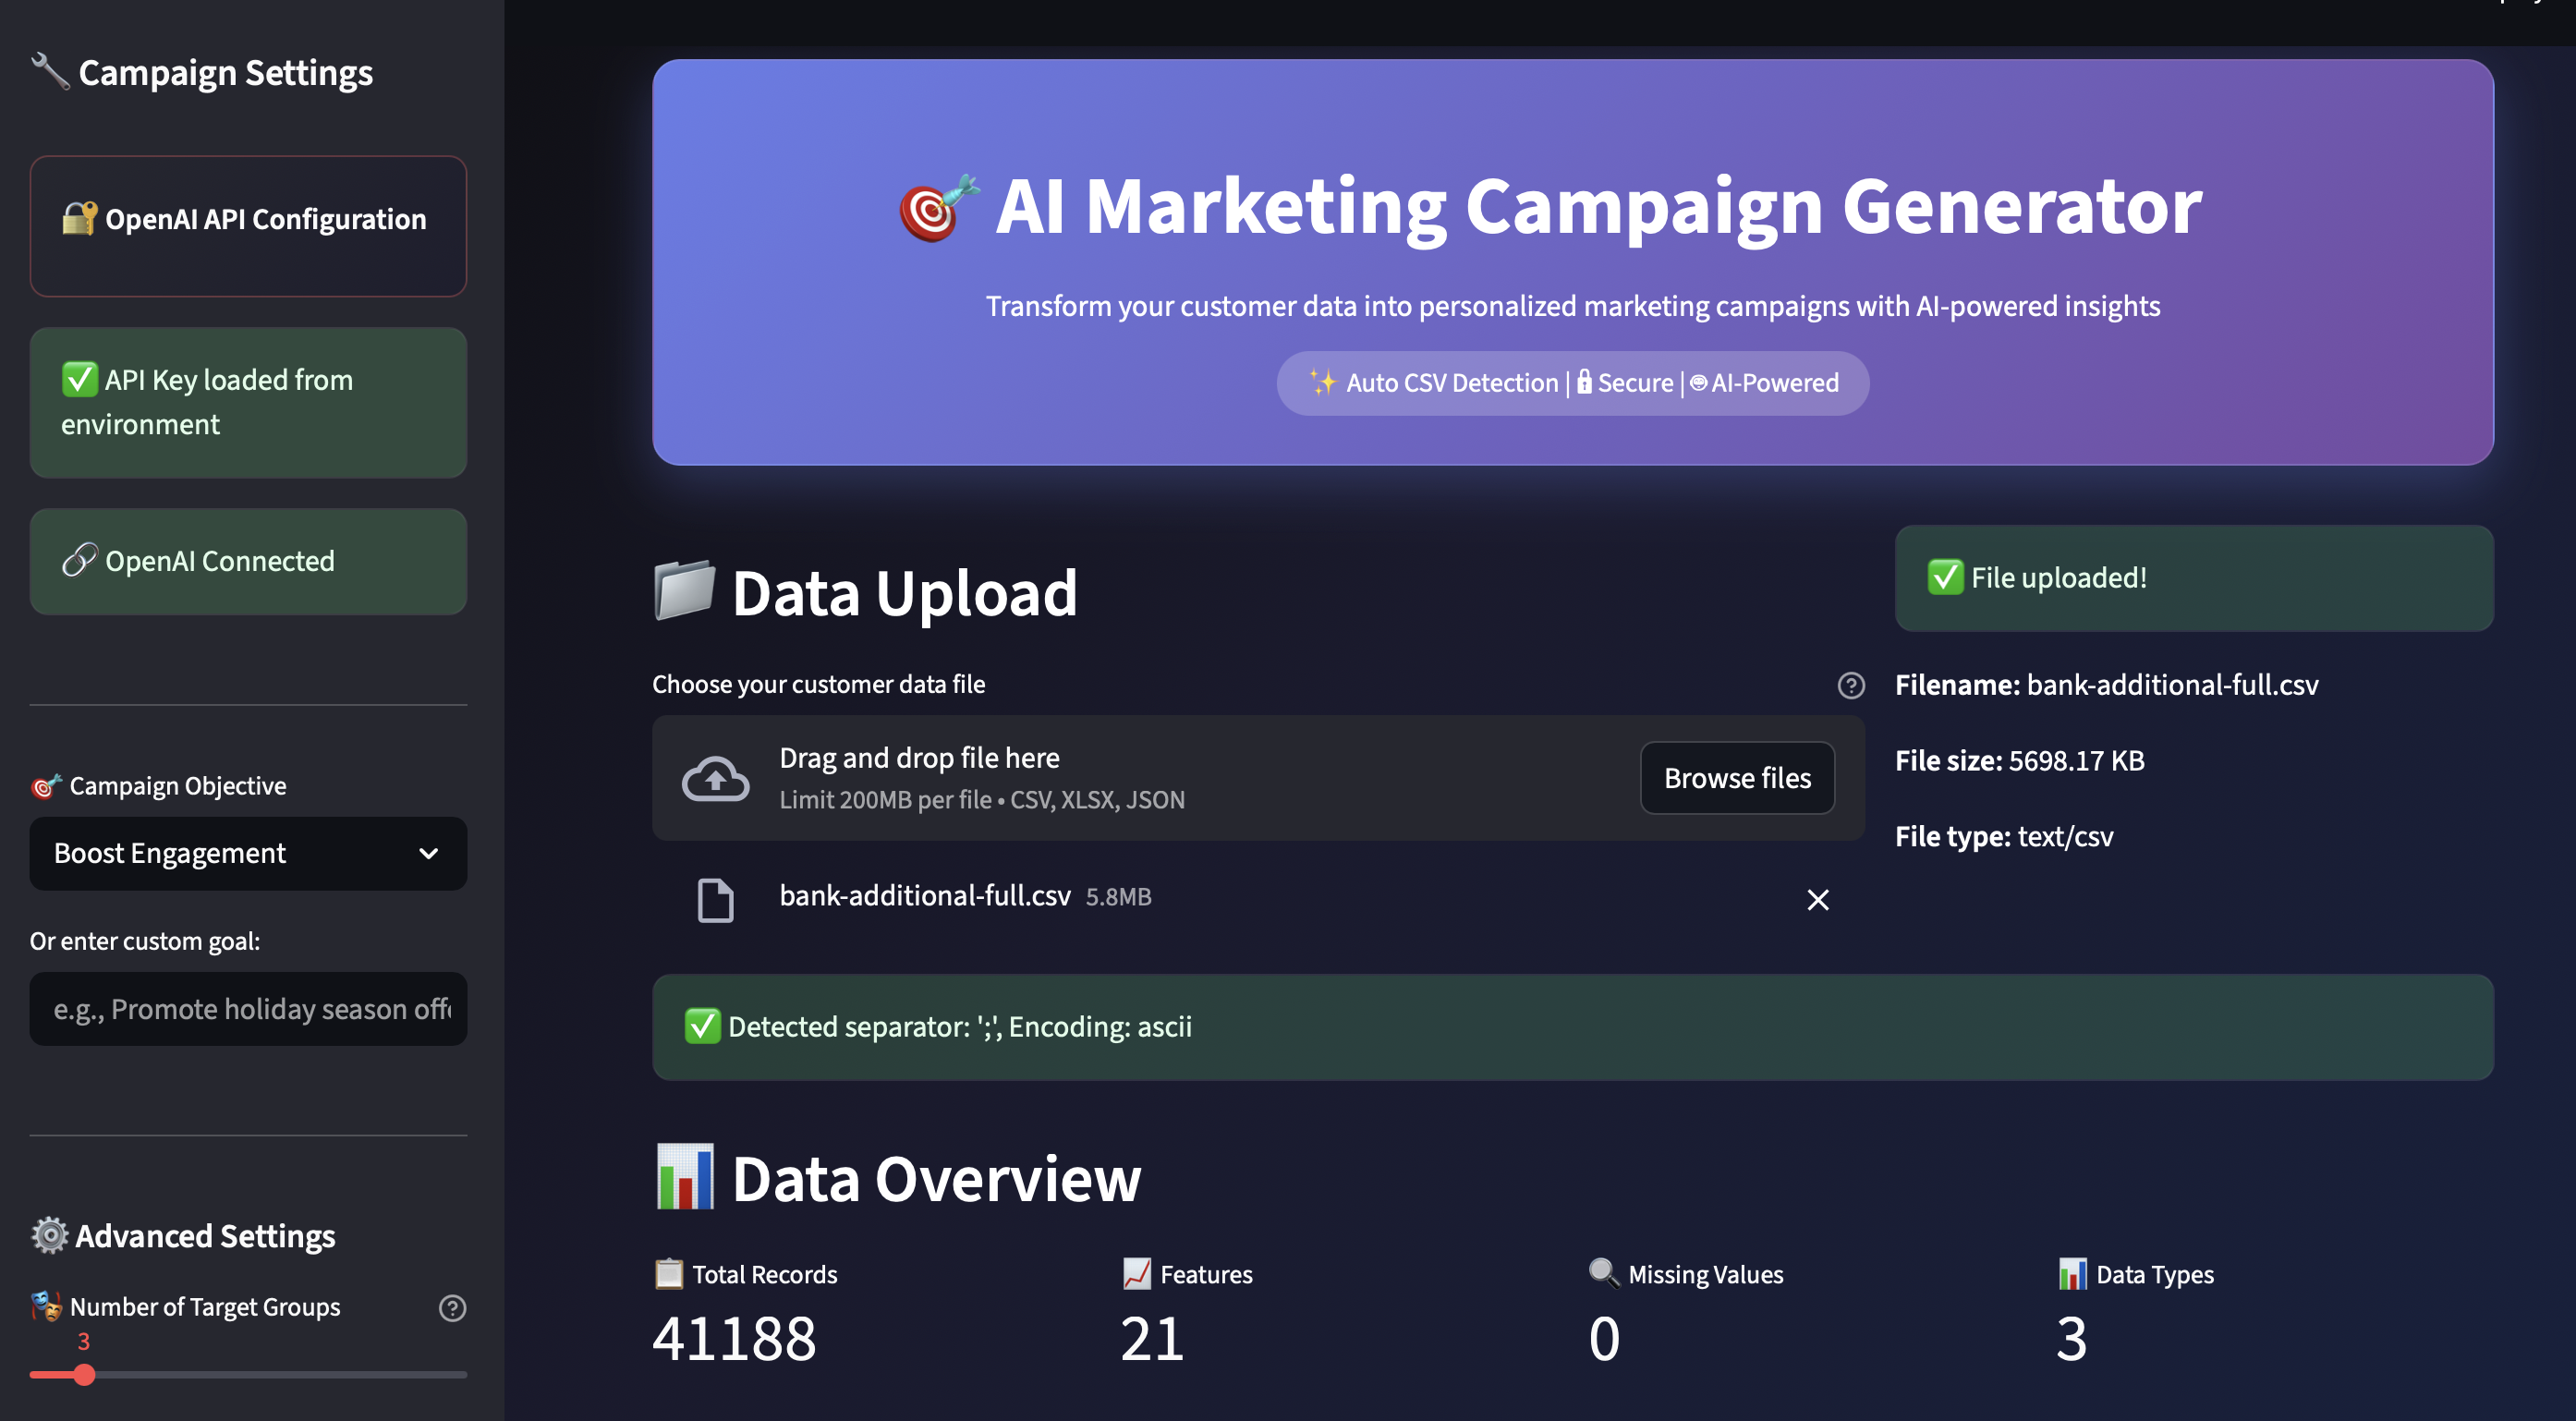 🔧 Campaign Settings
🔐 OpenAI API Configuration
✅ API Key loaded from
environment
🔗 OpenAI Connected
🎯 Campaign Objective
Boost Engagement
Or enter custom goal:
e.g., Promote holiday season off
⚙️ Advanced Settings
🎭 Number of Target Groups
3
🎯 AI Marketing Campaign Generator
Transform your customer data into personalized marketing campaigns with AI-powered insights
✨ Auto CSV Detection | 🔒 Secure | 🤖 AI-Powered
📁 Data Upload
Choose your customer data file
Drag and drop file here
Limit 200MB per file • CSV, XLSX, JSON
Browse files
bank-additional-full.csv 5.8MB
✅ File uploaded!
Filename: bank-additional-full.csv
File size: 5698.17 KB
File type: text/csv
✅ Detected separator: ';', Encoding: ascii
📊 Data Overview
📋 Total Records
41188
📈 Features
21
🔍 Missing Values
0
📊 Data Types
3